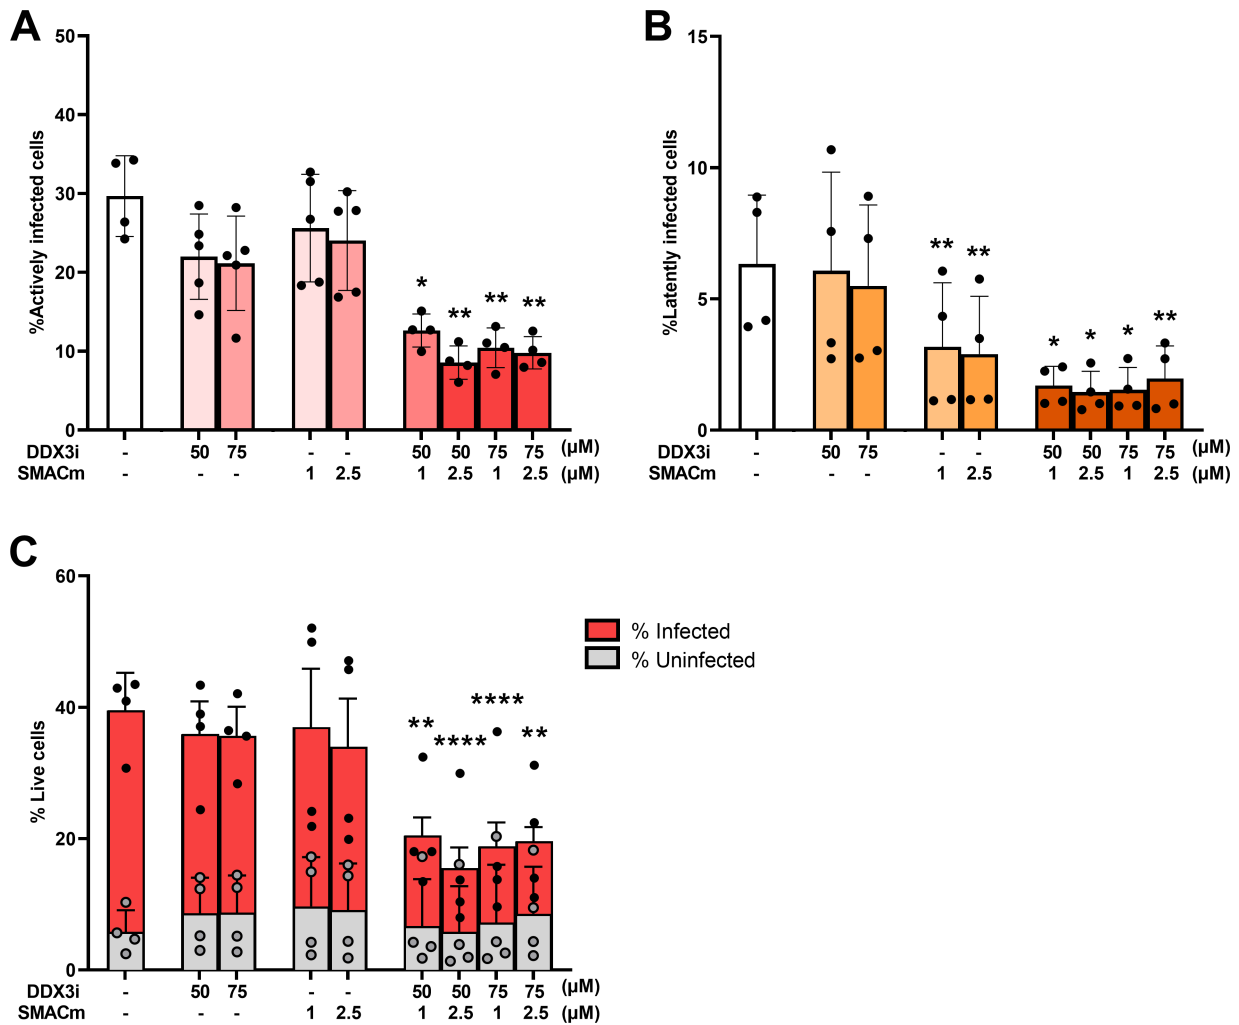 A
%Actively infected cells
50
40
30
20
10
0
*
**
**
**
DDX3i - 50 75 - - 50 50 75 75 (µM)
SMACm - - - 1 2.5 1 2.5 1 2.5 (µM)
B
%Latently infected cells
15
10
5
0
**
**
*
*
*
**
DDX3i - 50 75 - - 50 50 75 75 (µM)
SMACm - - - 1 2.5 1 2.5 1 2.5 (µM)
C
% Live cells
60
40
20
0
**
****
****
**
% Infected
% Uninfected
DDX3i - 50 75 - - 50 50 75 75 (µM)
SMACm - - - 1 2.5 1 2.5 1 2.5 (µM)